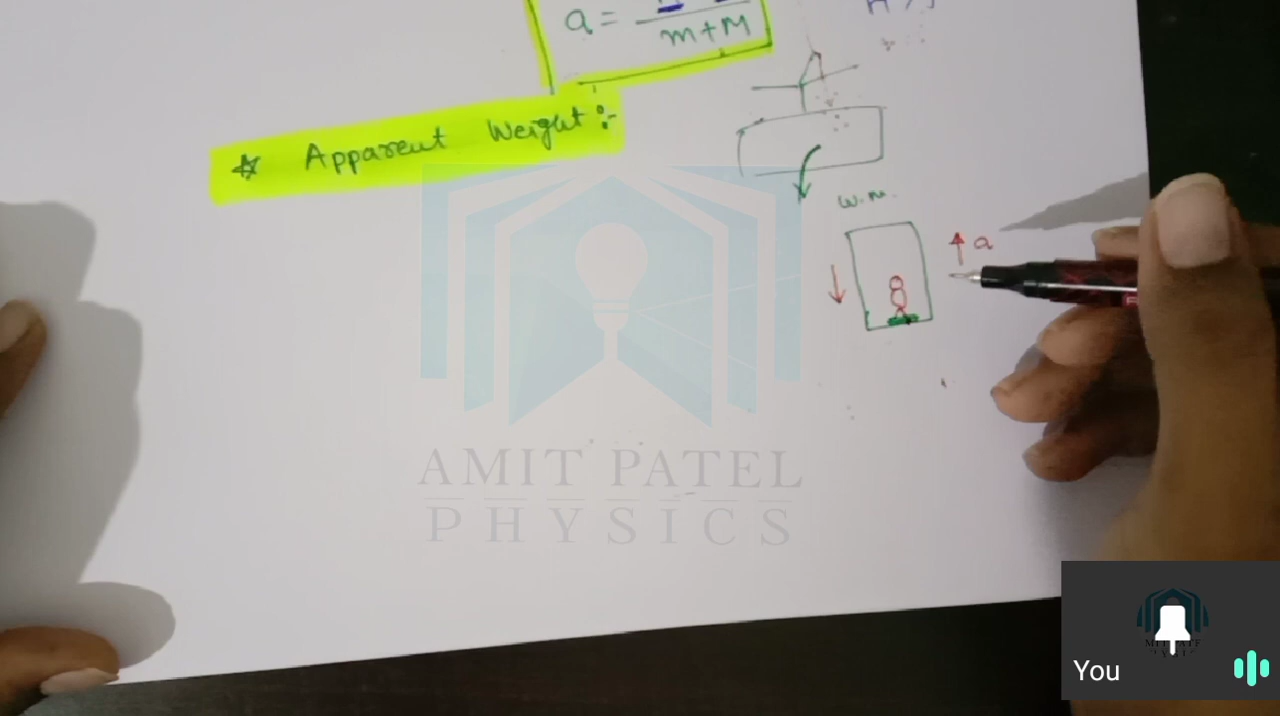 a =
m+M
☆ Apparent Weight :-
W.M.
↑ a
AMIT PATEL
PHYSICS
You